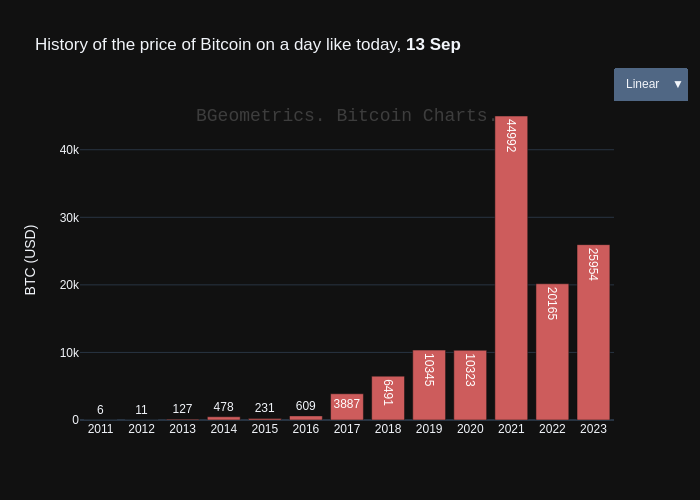 History of the price of Bitcoin on a day like today, 13 Sep
Linear ▼
BGeometrics. Bitcoin Charts.
BTC (USD)
40k
30k
20k
10k
0
6 11 127 478 231 609 3887 6491 10345 10323 44992 20165 25954
2011 2012 2013 2014 2015 2016 2017 2018 2019 2020 2021 2022 2023